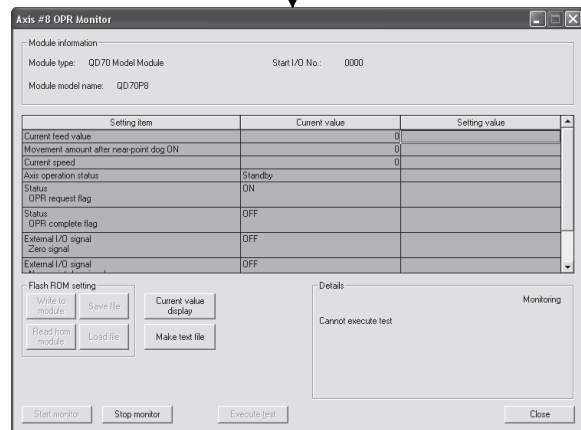 Axis #8 OPR Monitor
Module information
Module type: QD70 Model Module Start I/O No.: 0000
Module model name: QD70P8
Setting item Current value Setting value
Current feed value 0
Movement amount after near-point dog ON 0
Current speed 0
Axis operation status Standby
Status ON
OPR request flag
Status OFF
OPR complete flag
External I/O signal OFF
Zero signal
External I/O signal OFF
Flash ROM setting
Write to module
Save file
Current value display
Read from module
Load file
Make text file
Details
Monitoring
Cannot execute test
Start monitor Stop monitor Execute test Close